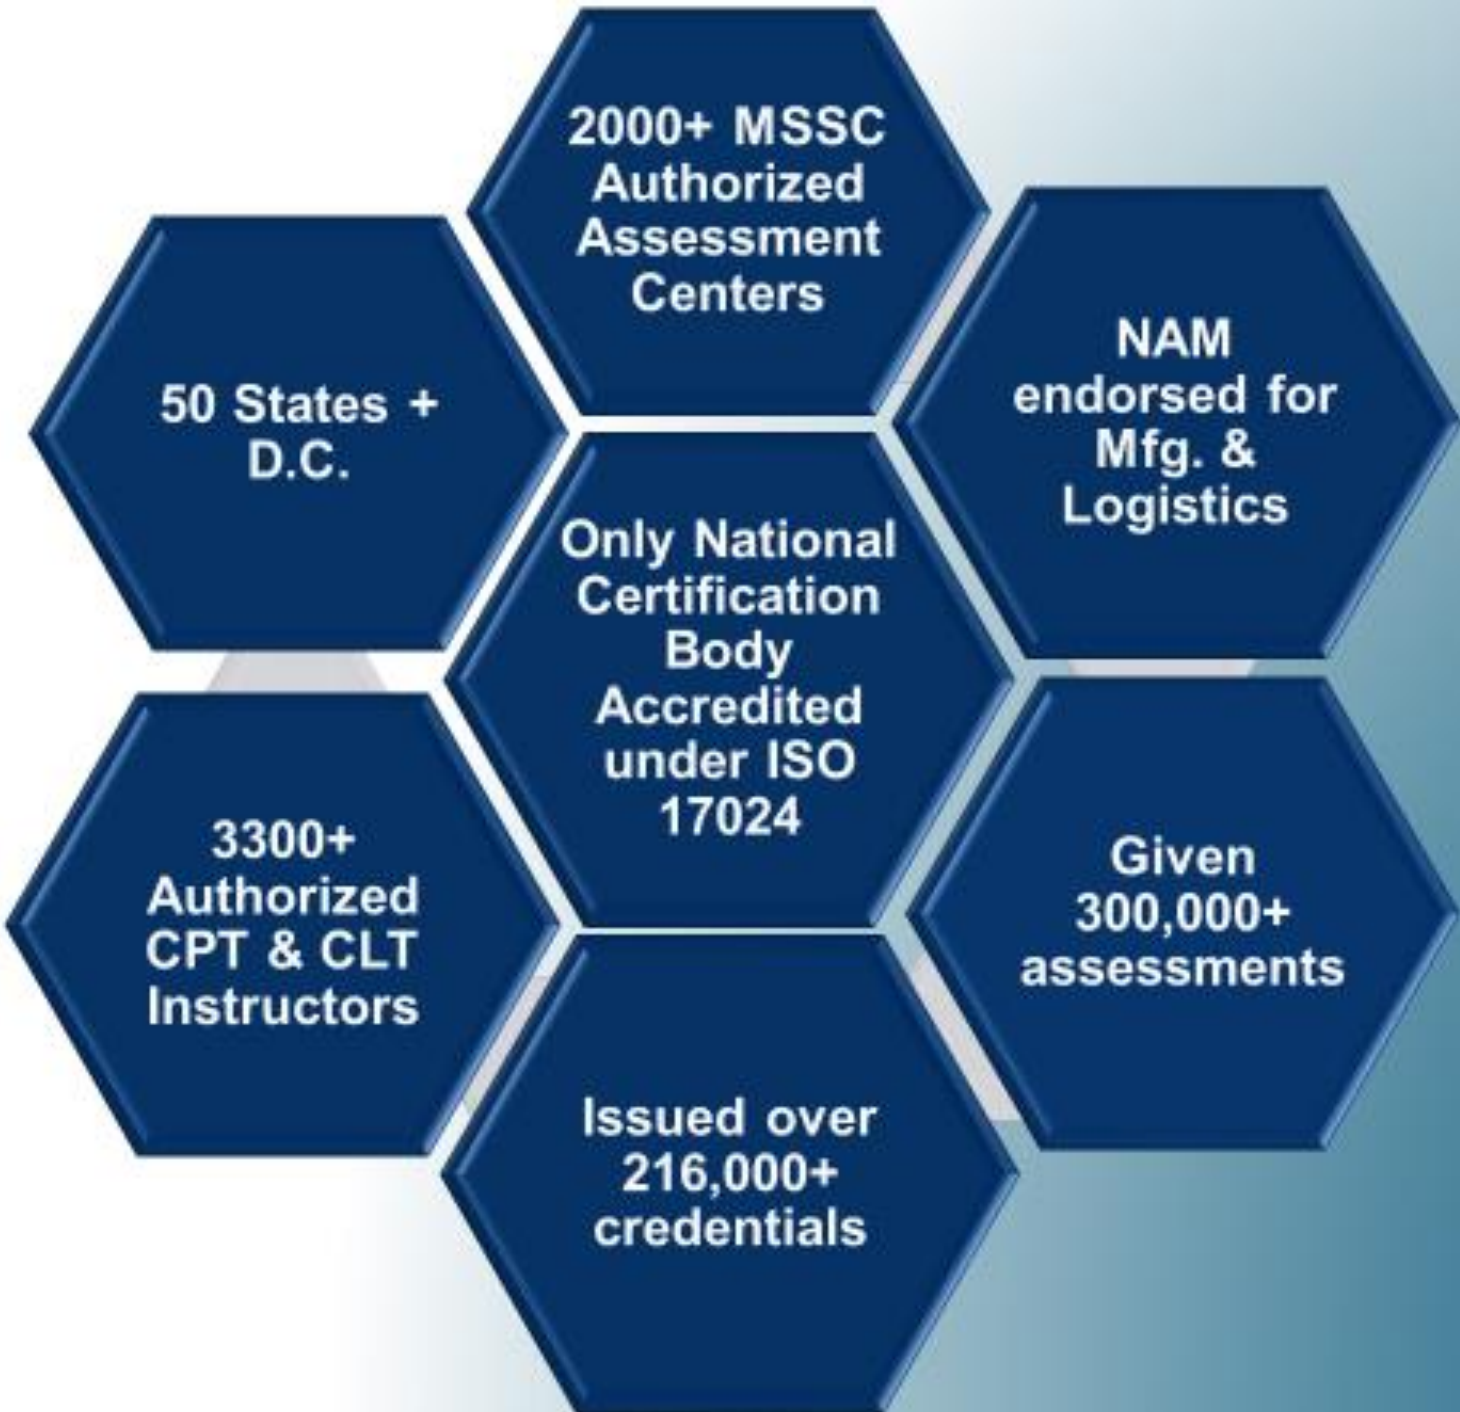 2000+ MSSC
Authorized
Assessment
Centers
NAM
endorsed for
Mfg. &
Logistics
50 States +
D.C.
Only National
Certification
Body
Accredited
under ISO
17024
3300+
Authorized
CPT & CLT
Instructors
Given
300,000+
assessments
Issued over
216,000+
credentials